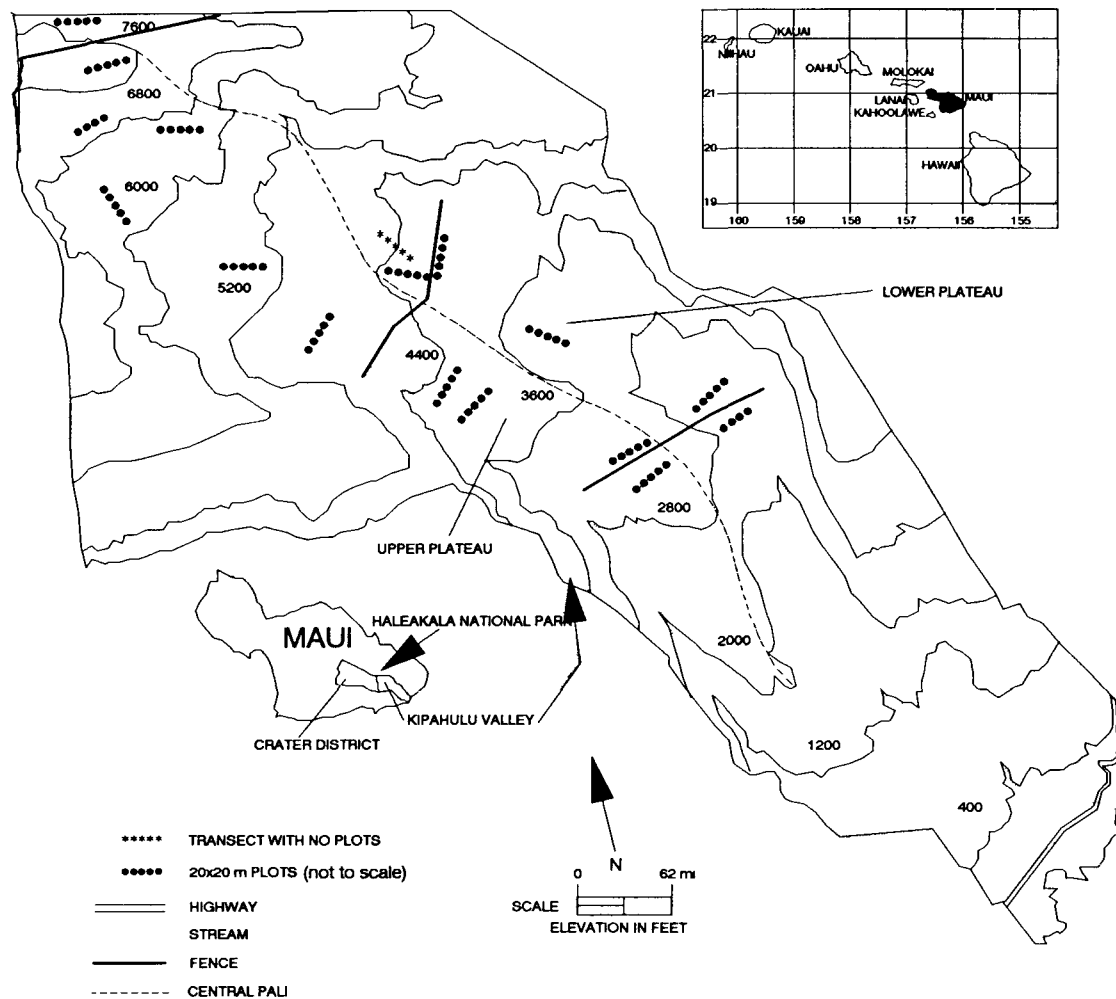 7600
6800
6000
5200
4400
3600
2800
2000
1200
400
22
21
20
19
160
159
158
157
156
155
KAUAI
NIIHAU
OAHU
MOLOKAI
LANAI
MAUI
KAHOOLAWE
HAWAII
LOWER PLATEAU
UPPER PLATEAU
MAUI
HALEAKALA NATIONAL PARK
KIPAHULU VALLEY
CRATER DISTRICT
TRANSECT WITH NO PLOTS
20x20 m PLOTS (not to scale)
HIGHWAY
STREAM
FENCE
CENTRAL PALI
N
0 62 mi
SCALE
ELEVATION IN FEET